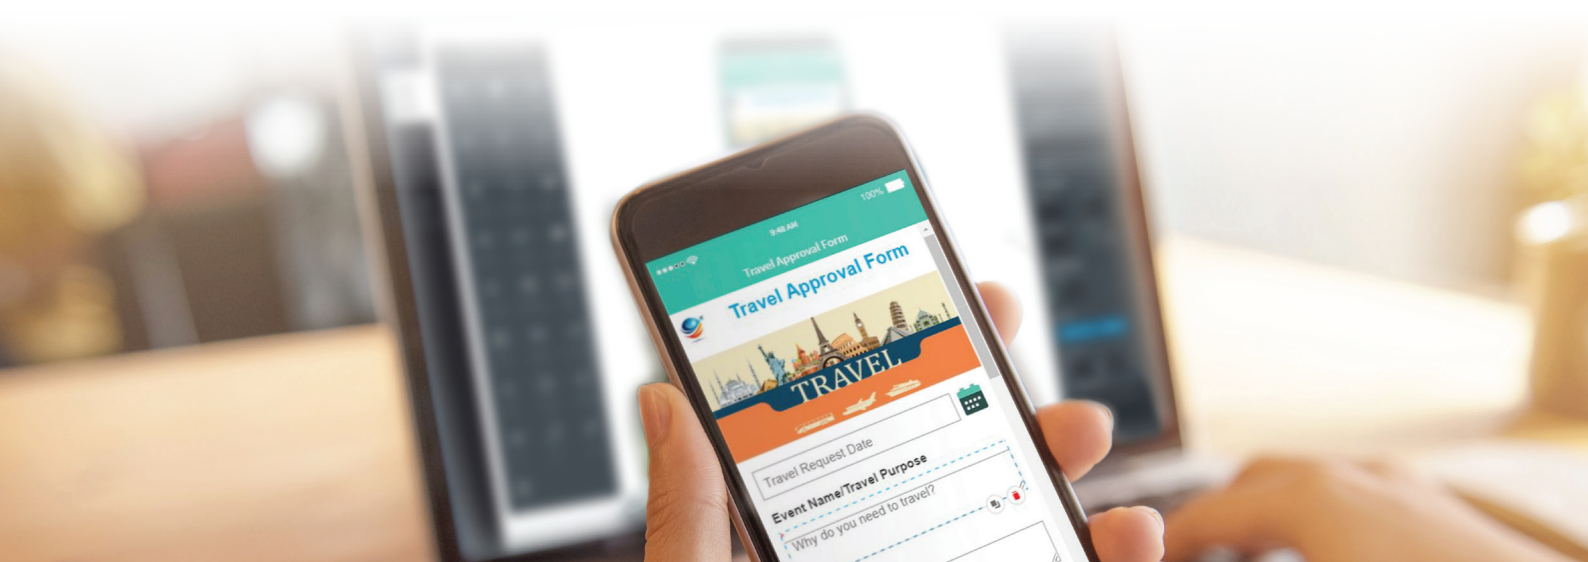 100%
9:48 AM
Travel Approval Form
Travel Approval Form
TRAVEL
Travel Request Date
Event Name/Travel Purpose
Why do you need to travel?